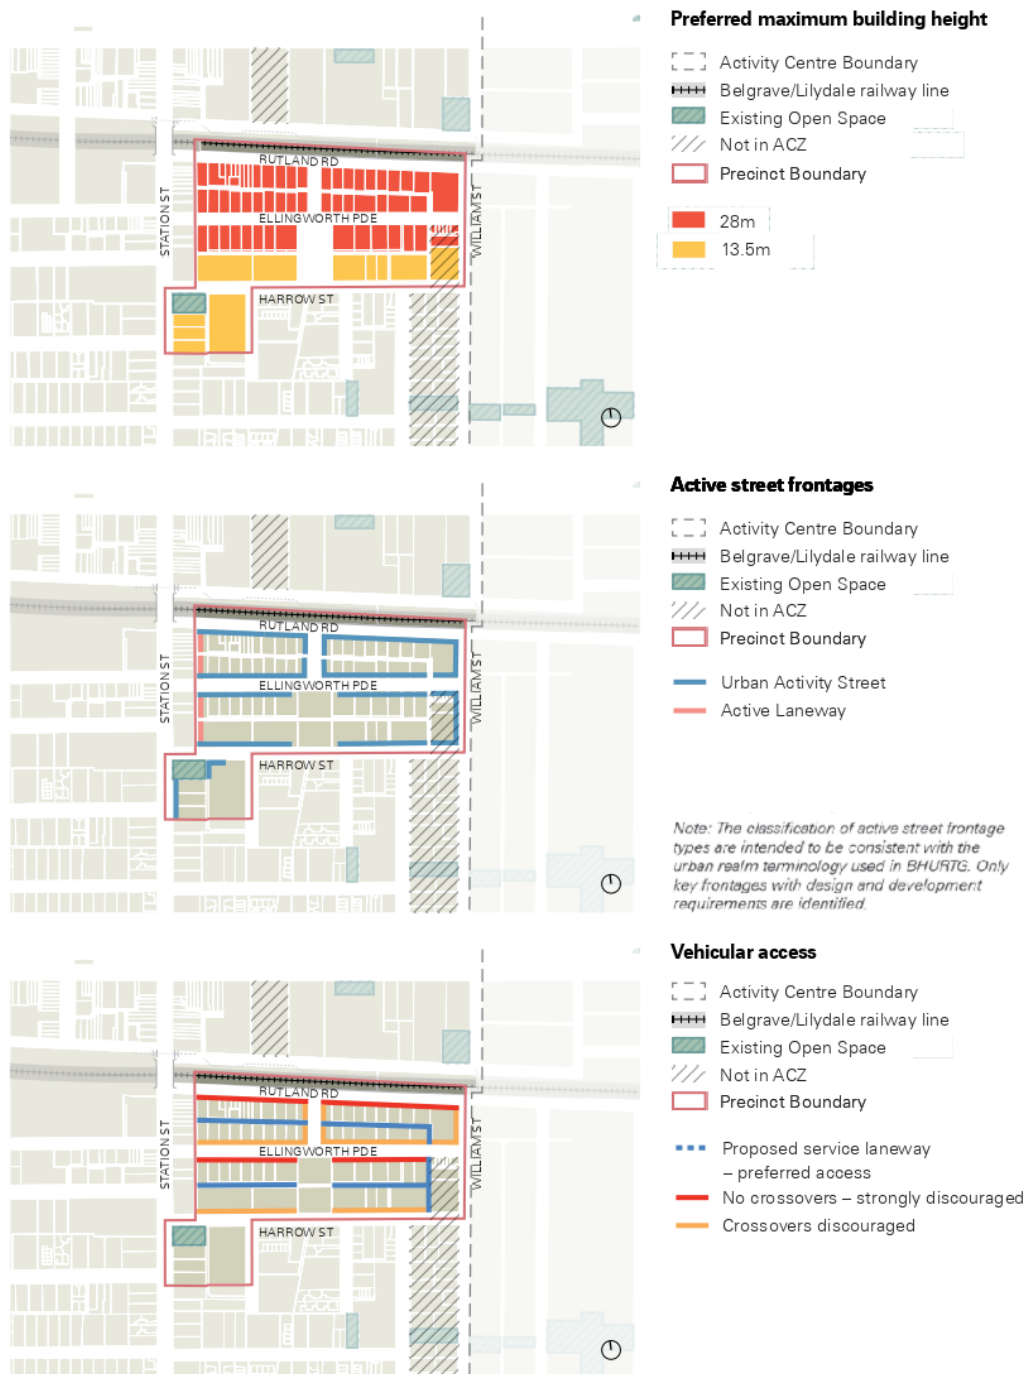 Preferred maximum building height
Activity Centre Boundary
Belgrave/Lilydale railway line
Existing Open Space
Not in ACZ
Precinct Boundary
28m
13.5m
RUTLAND RD
ELLINGWORTH PDE
STATION ST
WILLIAM ST
HARROW ST
Active street frontages
Activity Centre Boundary
Belgrave/Lilydale railway line
Existing Open Space
Not in ACZ
Precinct Boundary
Urban Activity Street
Active Laneway
RUTLAND RD
ELLINGWORTH PDE
STATION ST
WILLIAM ST
HARROW ST
Note: The classification of active street frontage
types are intended to be consistent with the
urban realm terminology used in BHURTG. Only
key frontages with design and development
requirements are identified.
Vehicular access
Activity Centre Boundary
Belgrave/Lilydale railway line
Existing Open Space
Not in ACZ
Precinct Boundary
Proposed service laneway
– preferred access
No crossovers – strongly discouraged
Crossovers discouraged
RUTLAND RD
ELLINGWORTH PDE
STATION ST
WILLIAM ST
HARROW ST